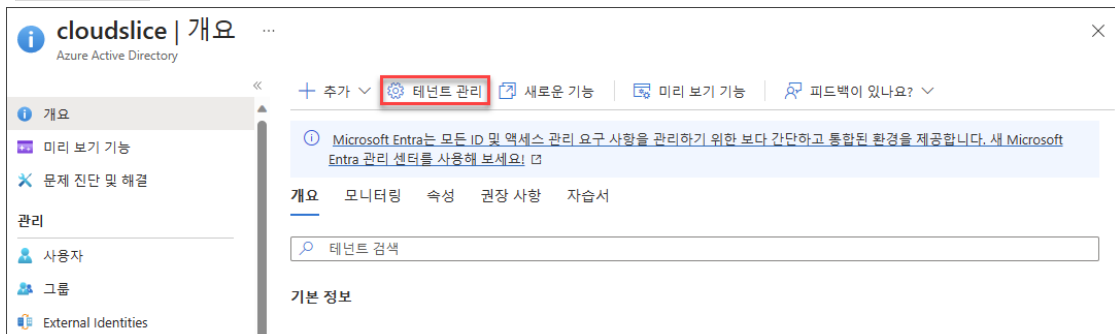 cloudslice | 개요 ...
Azure Active Directory
추가 테넌트 관리 새로운 기능 미리 보기 기능 피드백이 있나요?
개요
미리 보기 기능
문제 진단 및 해결
관리
사용자
그룹
External Identities
Microsoft Entra는 모든 ID 및 액세스 관리 요구 사항을 관리하기 위한 보다 간단하고 통합된 환경을 제공합니다. 새 Microsoft
Entra 관리 센터를 사용해 보세요!
개요 모니터링 속성 권장 사항 자습서
테넌트 검색
기본 정보